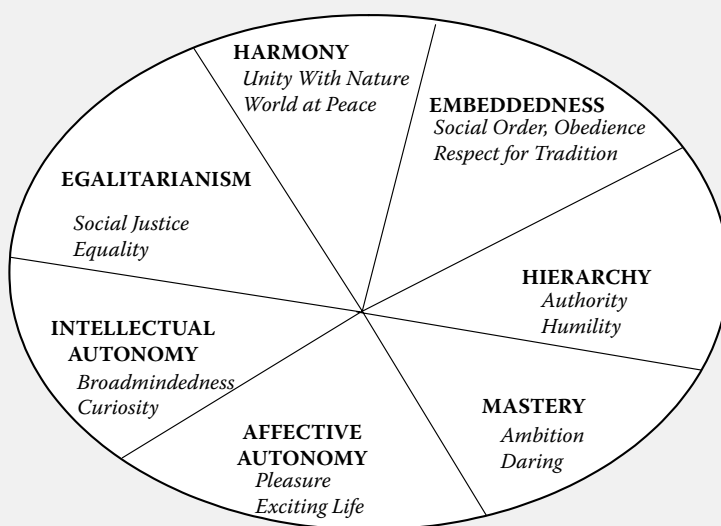 HARMONY
Unity With Nature
World at Peace
EMBEDDEDNESS
Social Order, Obedience
Respect for Tradition
EGALITARIANISM
Social Justice
Equality
HIERARCHY
Authority
Humility
INTELLECTUAL
AUTONOMY
Broadmindedness
Curiosity
MASTERY
Ambition
Daring
AFFECTIVE
AUTONOMY
Pleasure
Exciting Life